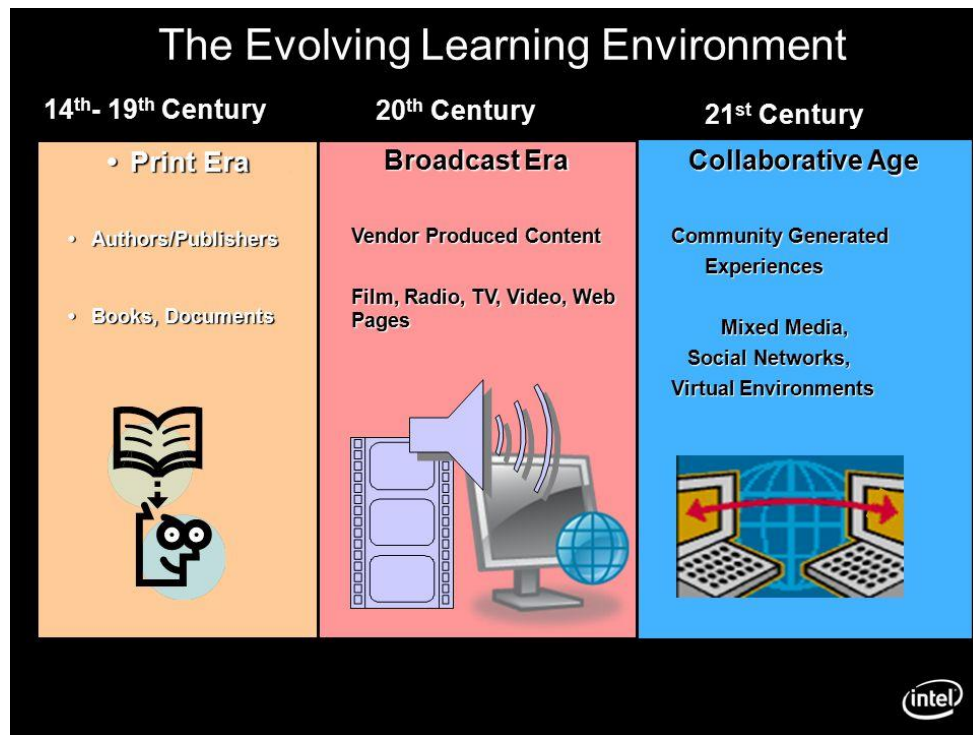 The Evolving Learning Environment
14th- 19th Century
• Print Era
• Authors/Publishers
• Books, Documents
20th Century
Broadcast Era
Vendor Produced Content
Film, Radio, TV, Video, Web
Pages
21st Century
Collaborative Age
Community Generated
Experiences
Mixed Media,
Social Networks,
Virtual Environments
intel